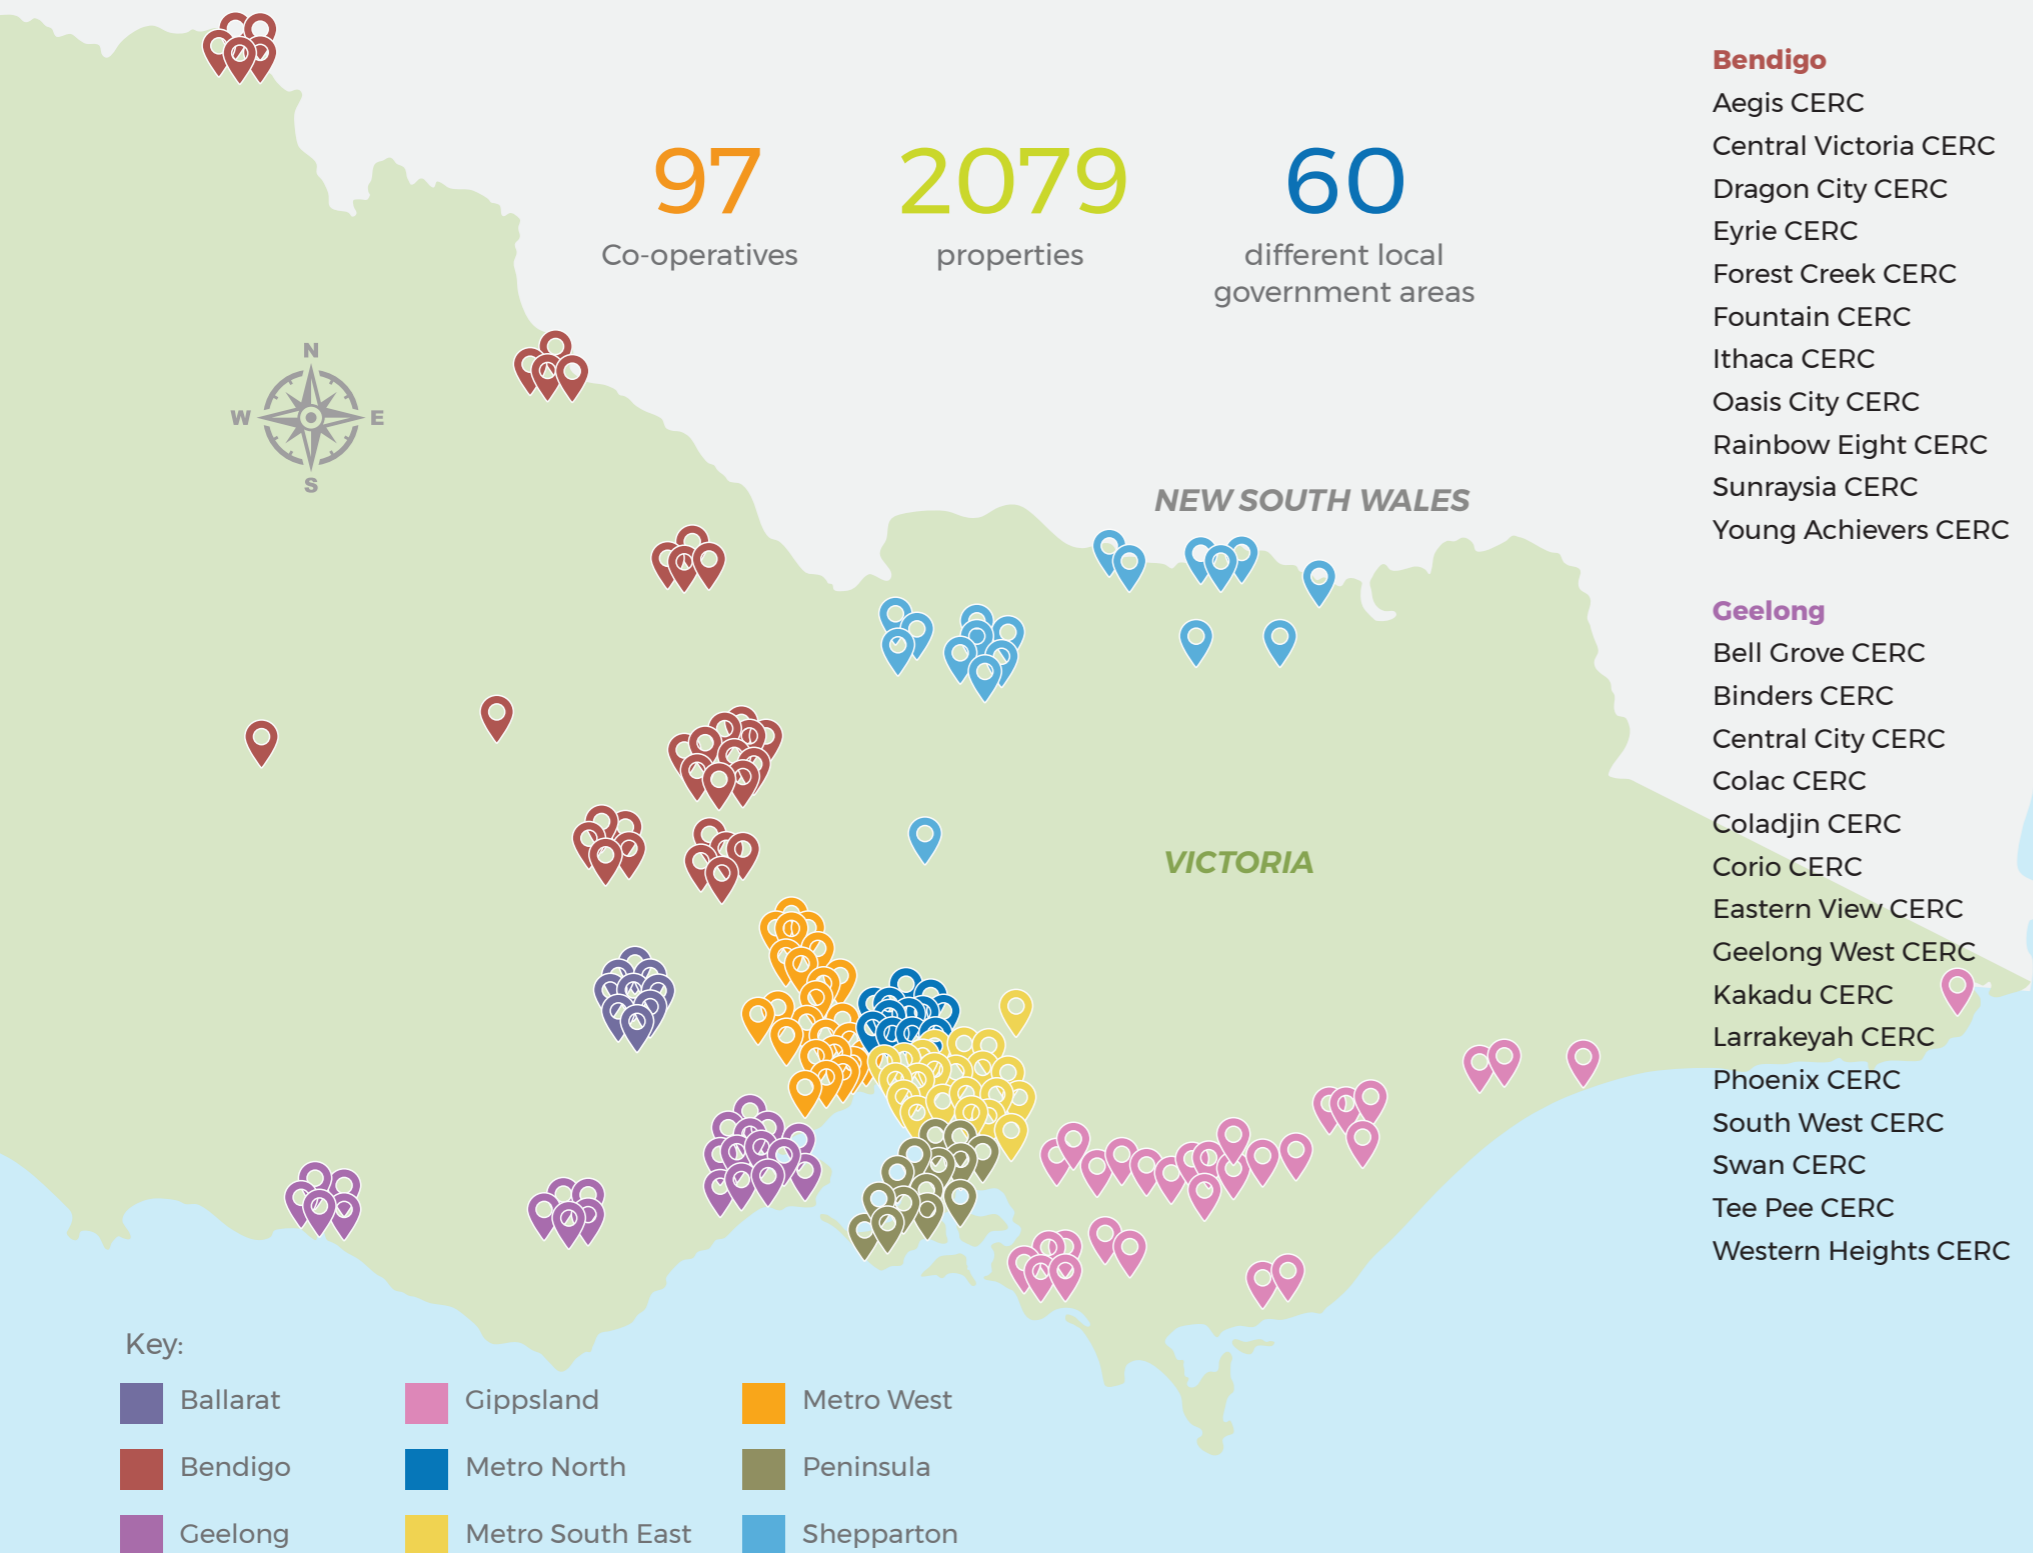 97
Co-operatives
2079
properties
60
different local
government areas
N
W
E
S
NEW SOUTH WALES
VICTORIA
Key:
Ballarat
Bendigo
Geelong
Gippsland
Metro North
Metro South East
Metro West
Peninsula
Shepparton
Bendigo
Aegis CERC
Central Victoria CERC
Dragon City CERC
Eyrie CERC
Forest Creek CERC
Fountain CERC
Ithaca CERC
Oasis City CERC
Rainbow Eight CERC
Sunraysia CERC
Young Achievers CERC
Geelong
Bell Grove CERC
Binders CERC
Central City CERC
Colac CERC
Coladjin CERC
Corio CERC
Eastern View CERC
Geelong West CERC
Kakadu CERC
Larrakeyah CERC
Phoenix CERC
South West CERC
Swan CERC
Tee Pee CERC
Western Heights CERC